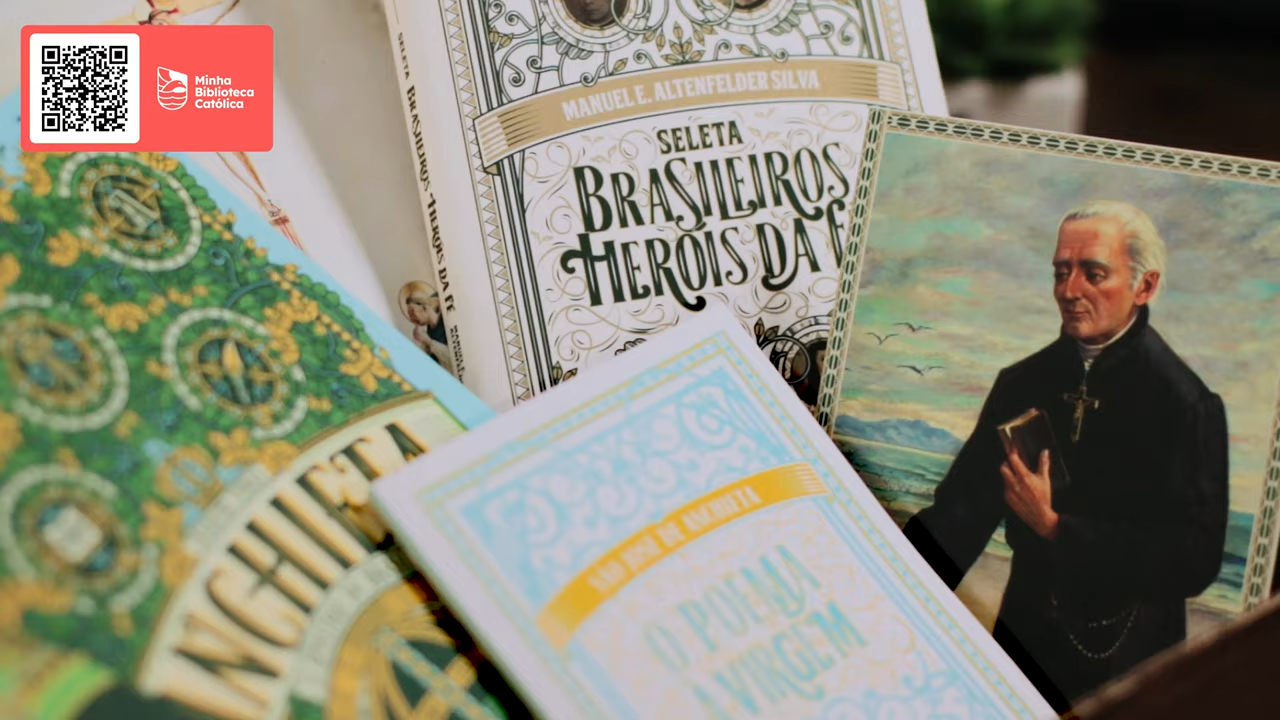 Minha
Biblioteca
Católica
MANUEL E. ALTENFELDER SILVA
SELETA
BRASILEIROS
HERÓIS DA F
SELETA
BRASILEIROS HERÓIS DA FÉ
SÃO JOSÉ DE ANCHIETA
O POEMA
À VIRGEM
ANCHIETA